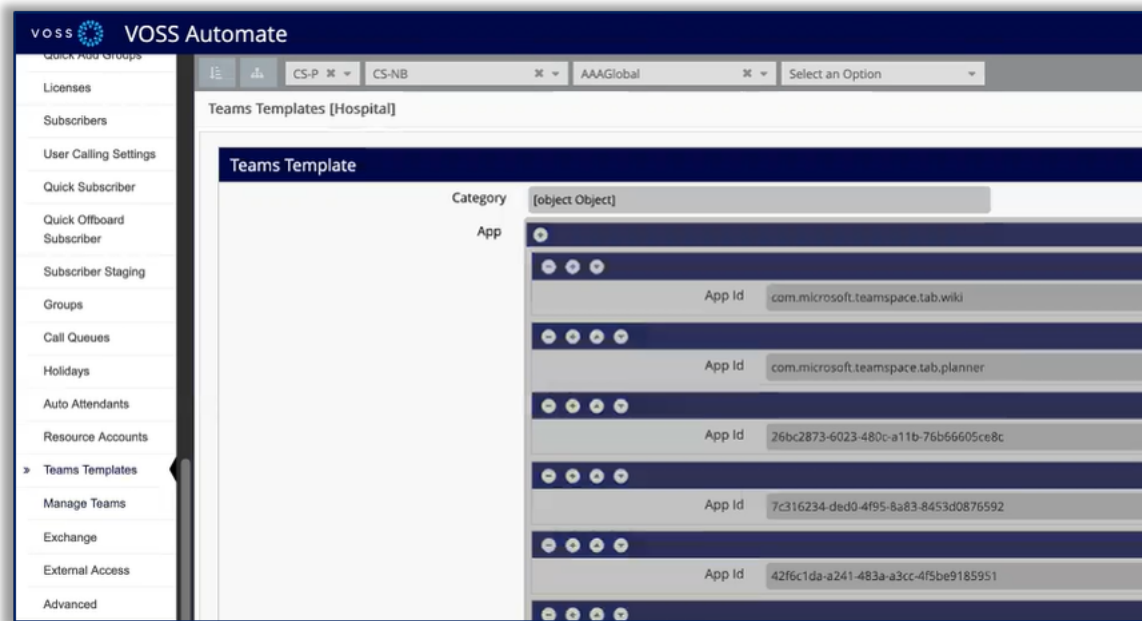 voss VOSS Automate
Quick Add Groups
Licenses
Subscribers
User Calling Settings
Quick Subscriber
Quick Offboard
Subscriber
Subscriber Staging
Groups
Call Queues
Holidays
Auto Attendants
Resource Accounts
» Teams Templates
Manage Teams
Exchange
External Access
Advanced
CS-P CS-NB AAAGlobal Select an Option
Teams Templates [Hospital]
Teams Template
Category [object Object]
App
App Id com.microsoft.teamspace.tab.wiki
App Id com.microsoft.teamspace.tab.planner
App Id 26bc2873-6023-480c-a11b-76b66605ce8c
App Id 7c316234-ded0-4f95-8a83-8453d0876592
App Id 42f6c1da-a241-483a-a3cc-4f5be9185951